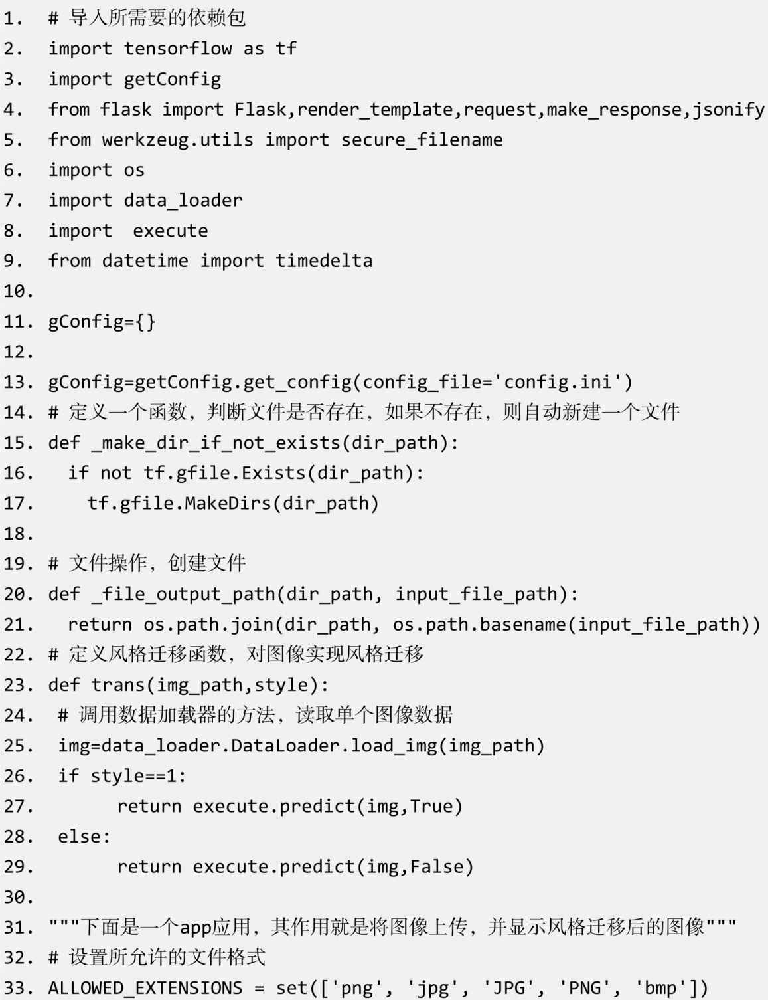 1. # 导入所需要的依赖包
2. import tensorflow as tf
3. import getConfig
4. from flask import Flask,render_template,request,make_response,jsonify
5. from werkzeug.utils import secure_filename
6. import os
7. import data_loader
8. import  execute
9. from datetime import timedelta
10.
11. gConfig={}
12.
13. gConfig=getConfig.get_config(config_file='config.ini')
14. # 定义一个函数，判断文件是否存在，如果不存在，则自动新建一个文件
15. def _make_dir_if_not_exists(dir_path):
16.   if not tf.gfile.Exists(dir_path):
17.     tf.gfile.MakeDirs(dir_path)
18.
19. # 文件操作，创建文件
20. def _file_output_path(dir_path, input_file_path):
21.   return os.path.join(dir_path, os.path.basename(input_file_path))
22. # 定义风格迁移函数，对图像实现风格迁移
23. def trans(img_path,style):
24.  # 调用数据加载器的方法，读取单个图像数据
25.  img=data_loader.DataLoader.load_img(img_path)
26.  if style==1:
27.       return execute.predict(img,True)
28.  else:
29.       return execute.predict(img,False)
30.
31. """下面是一个app应用，其作用就是将图像上传，并显示风格迁移后的图像"""
32. # 设置所允许的文件格式
33. ALLOWED_EXTENSIONS = set(['png', 'jpg', 'JPG', 'PNG', 'bmp'])